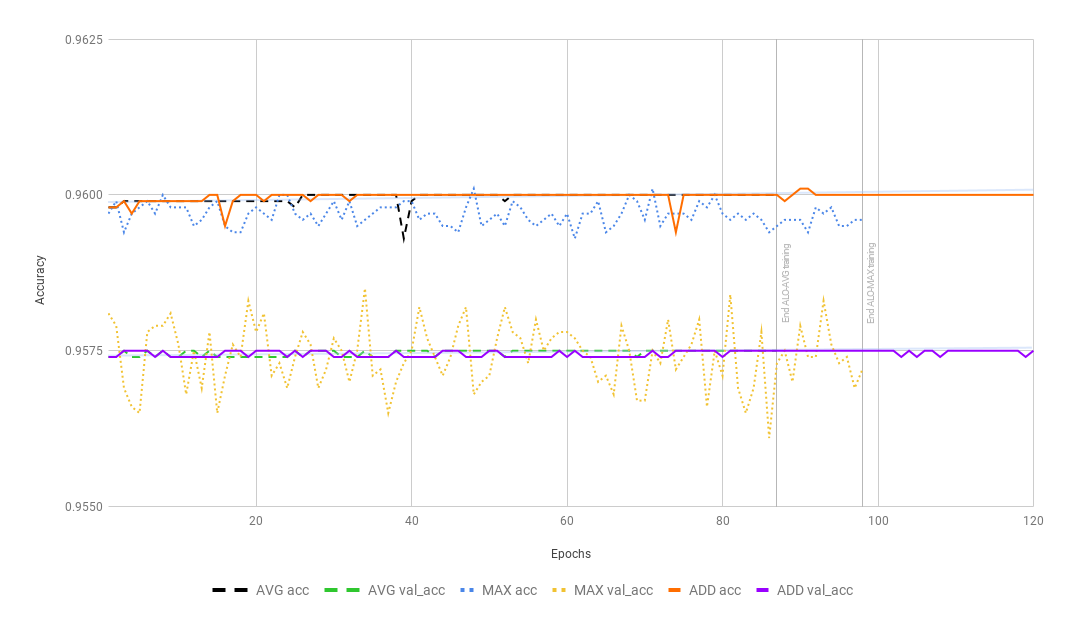 0.9625
0.9600
0.9575
0.9550
Accuracy
End ALO-AVG training
End ALO-MAX training
20
40
60
80
100
120
Epochs
AVG acc
AVG val_acc
MAX acc
MAX val_acc
ADD acc
ADD val_acc